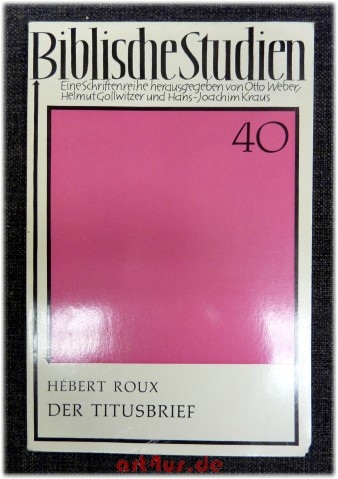 Biblische Studien
Eine Schriftenreihe herausgegeben von Otto Weber,
Helmut Gollwitzer und Hans-Joachim Kraus
40
HÉBERT ROUX
DER TITUSBRIEF
art4us.de